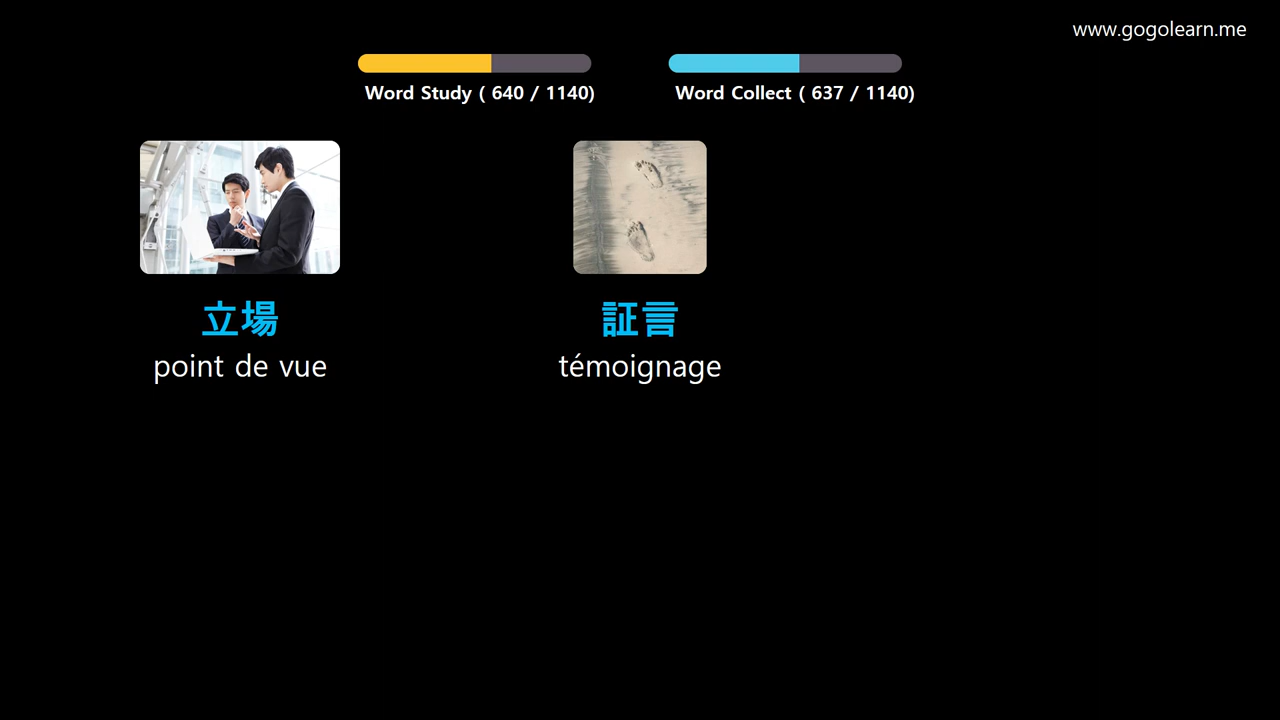 www.gogolearn.me
Word Study ( 640 / 1140)
Word Collect ( 637 / 1140)
立場
point de vue
証言
témoignage